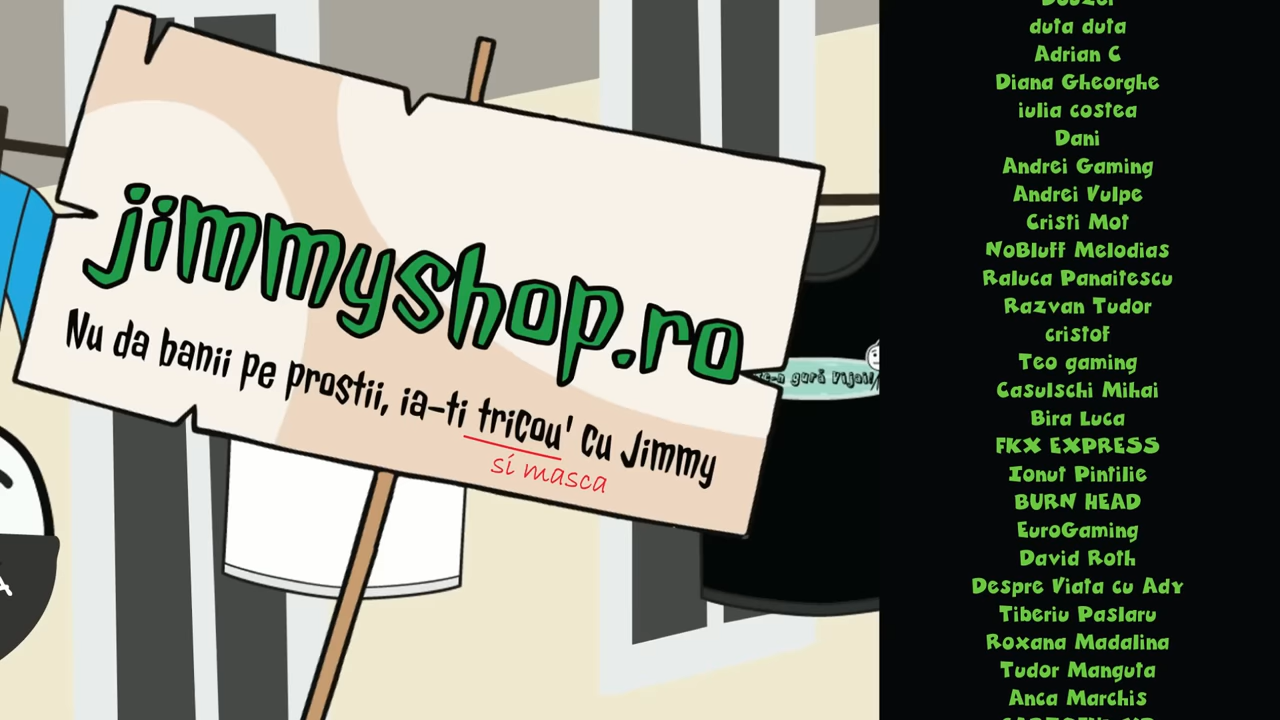 jimmyshop.ro
Nu da banii pe prostii, ia-ti tricou' cu Jimmy
si masca
gură Vijali
duta duta
Adrian C
Diana Gheorghe
iulia costea
Dani
Andrei Gaming
Andrei Vulpe
Cristi Mot
NoBluff Melodias
Raluca Panaitescu
Razvan Tudor
cristof
Teo gaming
Casulschi Mihai
Bira Luca
FKX EXPRESS
Ionut Pintilie
BURN HEAD
EuroGaming
David Roth
Despre Viata cu Ady
Tiberiu Paslaru
Roxana Madalina
Tudor Manguta
Anca Marchis